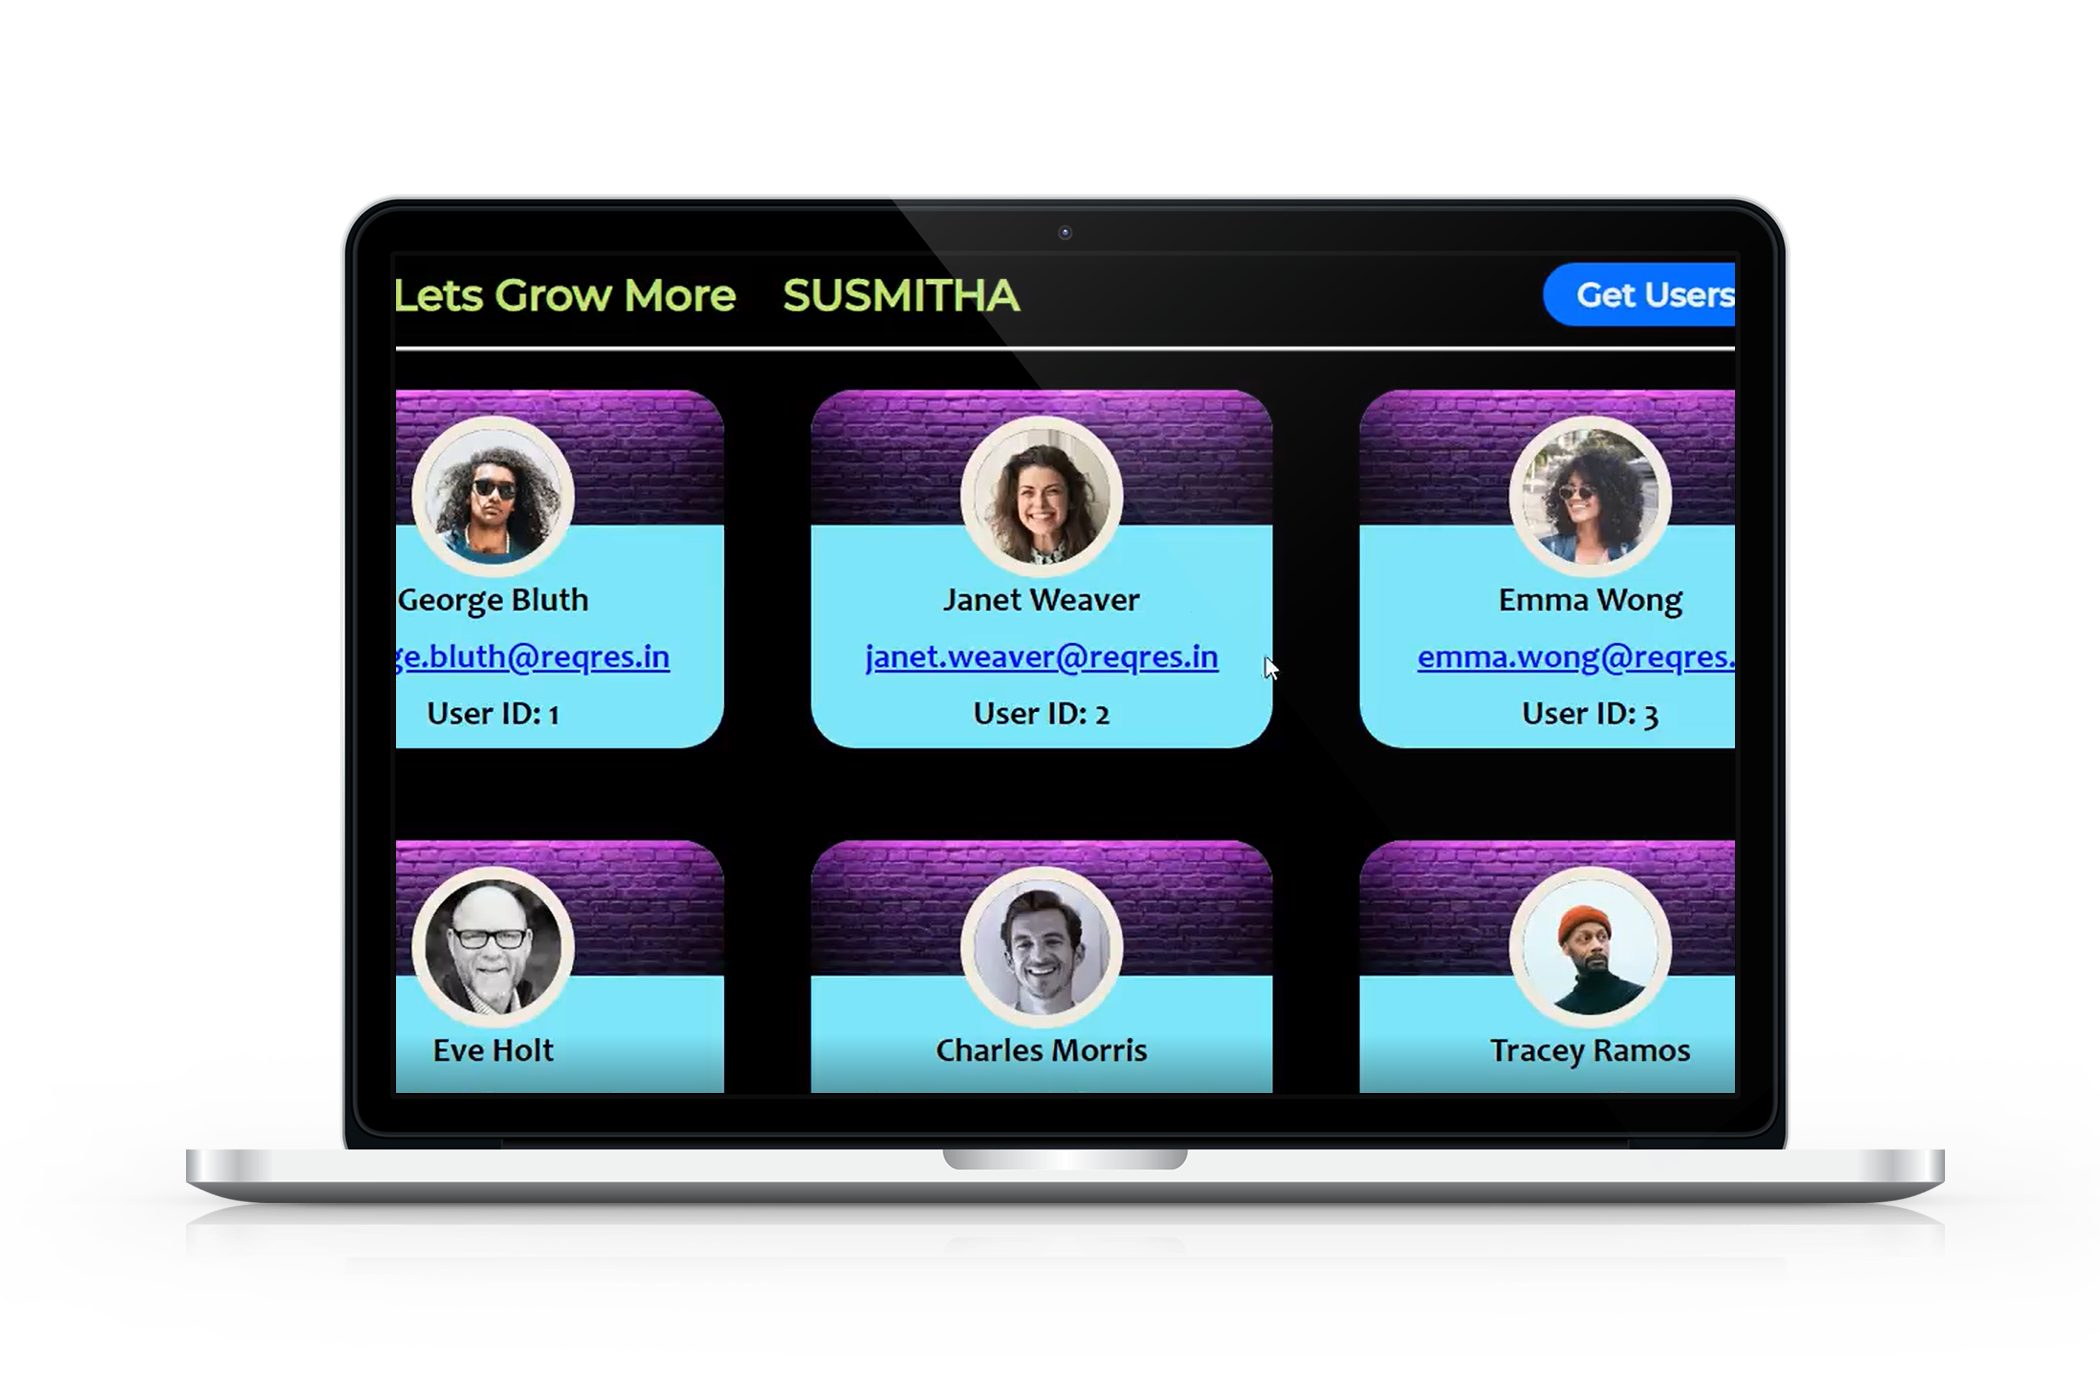 Lets Grow More SUSMITHA Get Users
George Bluth Janet Weaver Emma Wong
ge.bluth@reqres.in janet.weaver@reqres.in emma.wong@reqres.
User ID: 1 User ID: 2 User ID: 3
Eve Holt Charles Morris Tracey Ramos